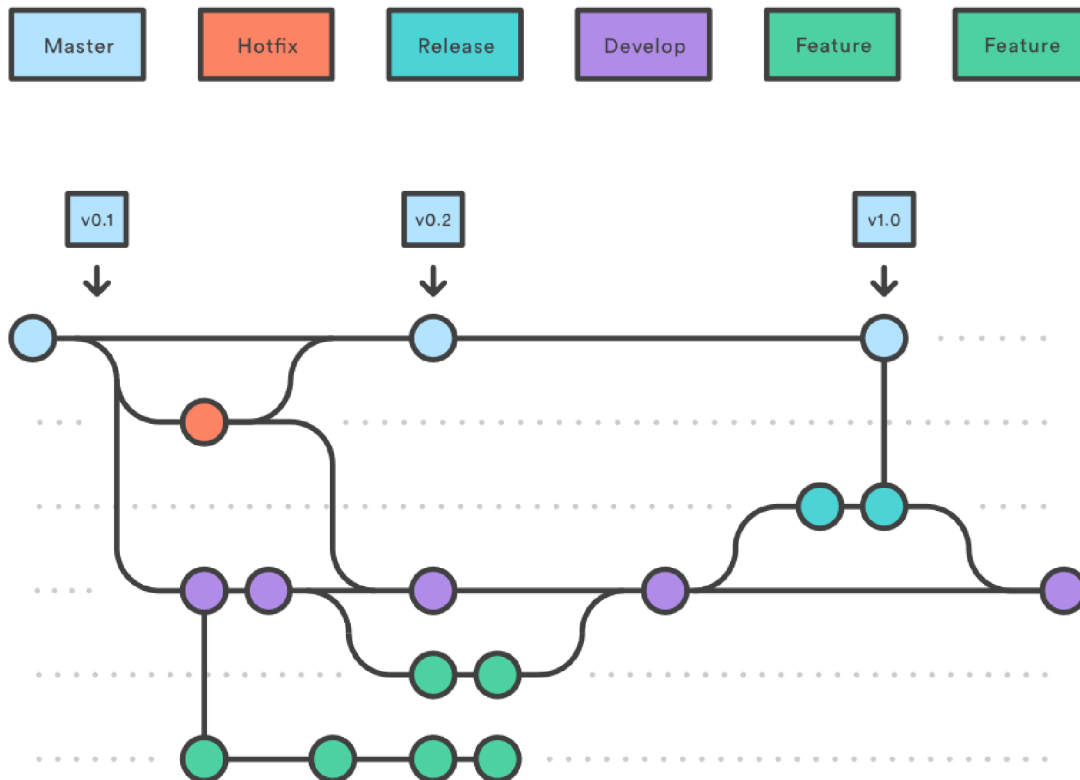 Master
Hotfix
Release
Develop
Feature
Feature
v0.1
v0.2
v1.0